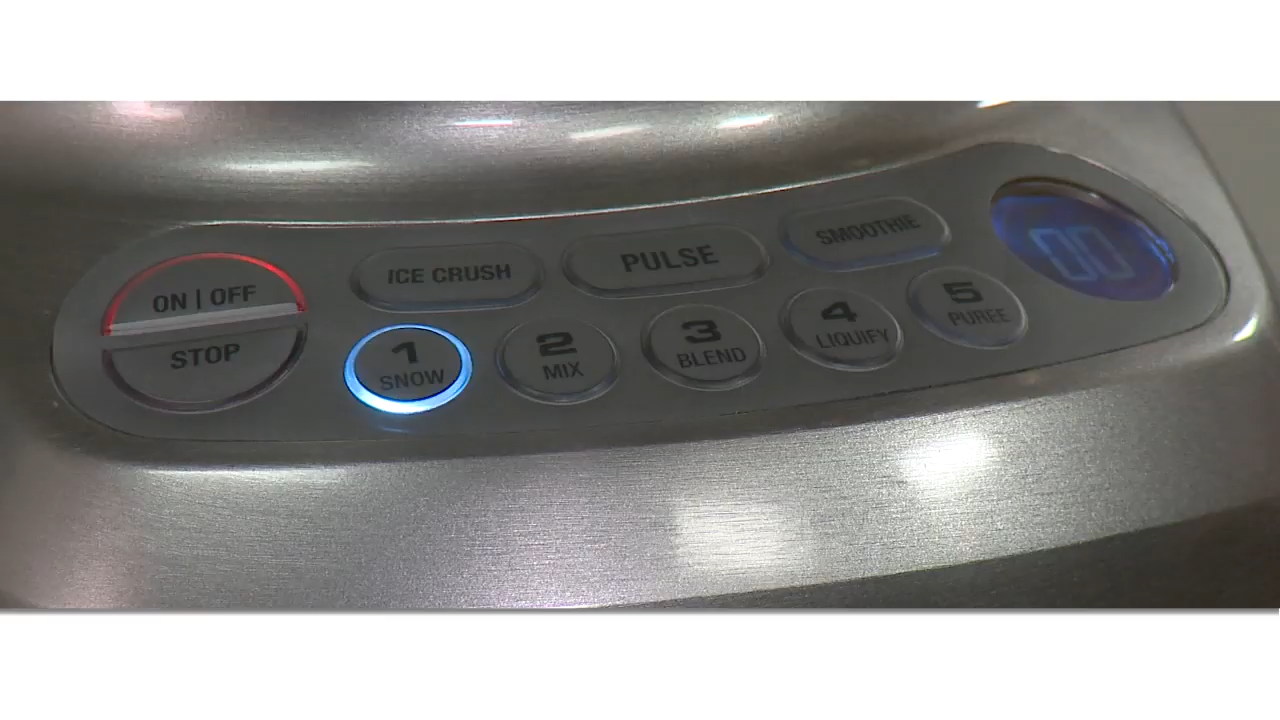 ON | OFF
STOP
ICE CRUSH
PULSE
SMOOTHIE
00
1
SNOW
2
MIX
3
BLEND
4
LIQUIFY
5
PUREE